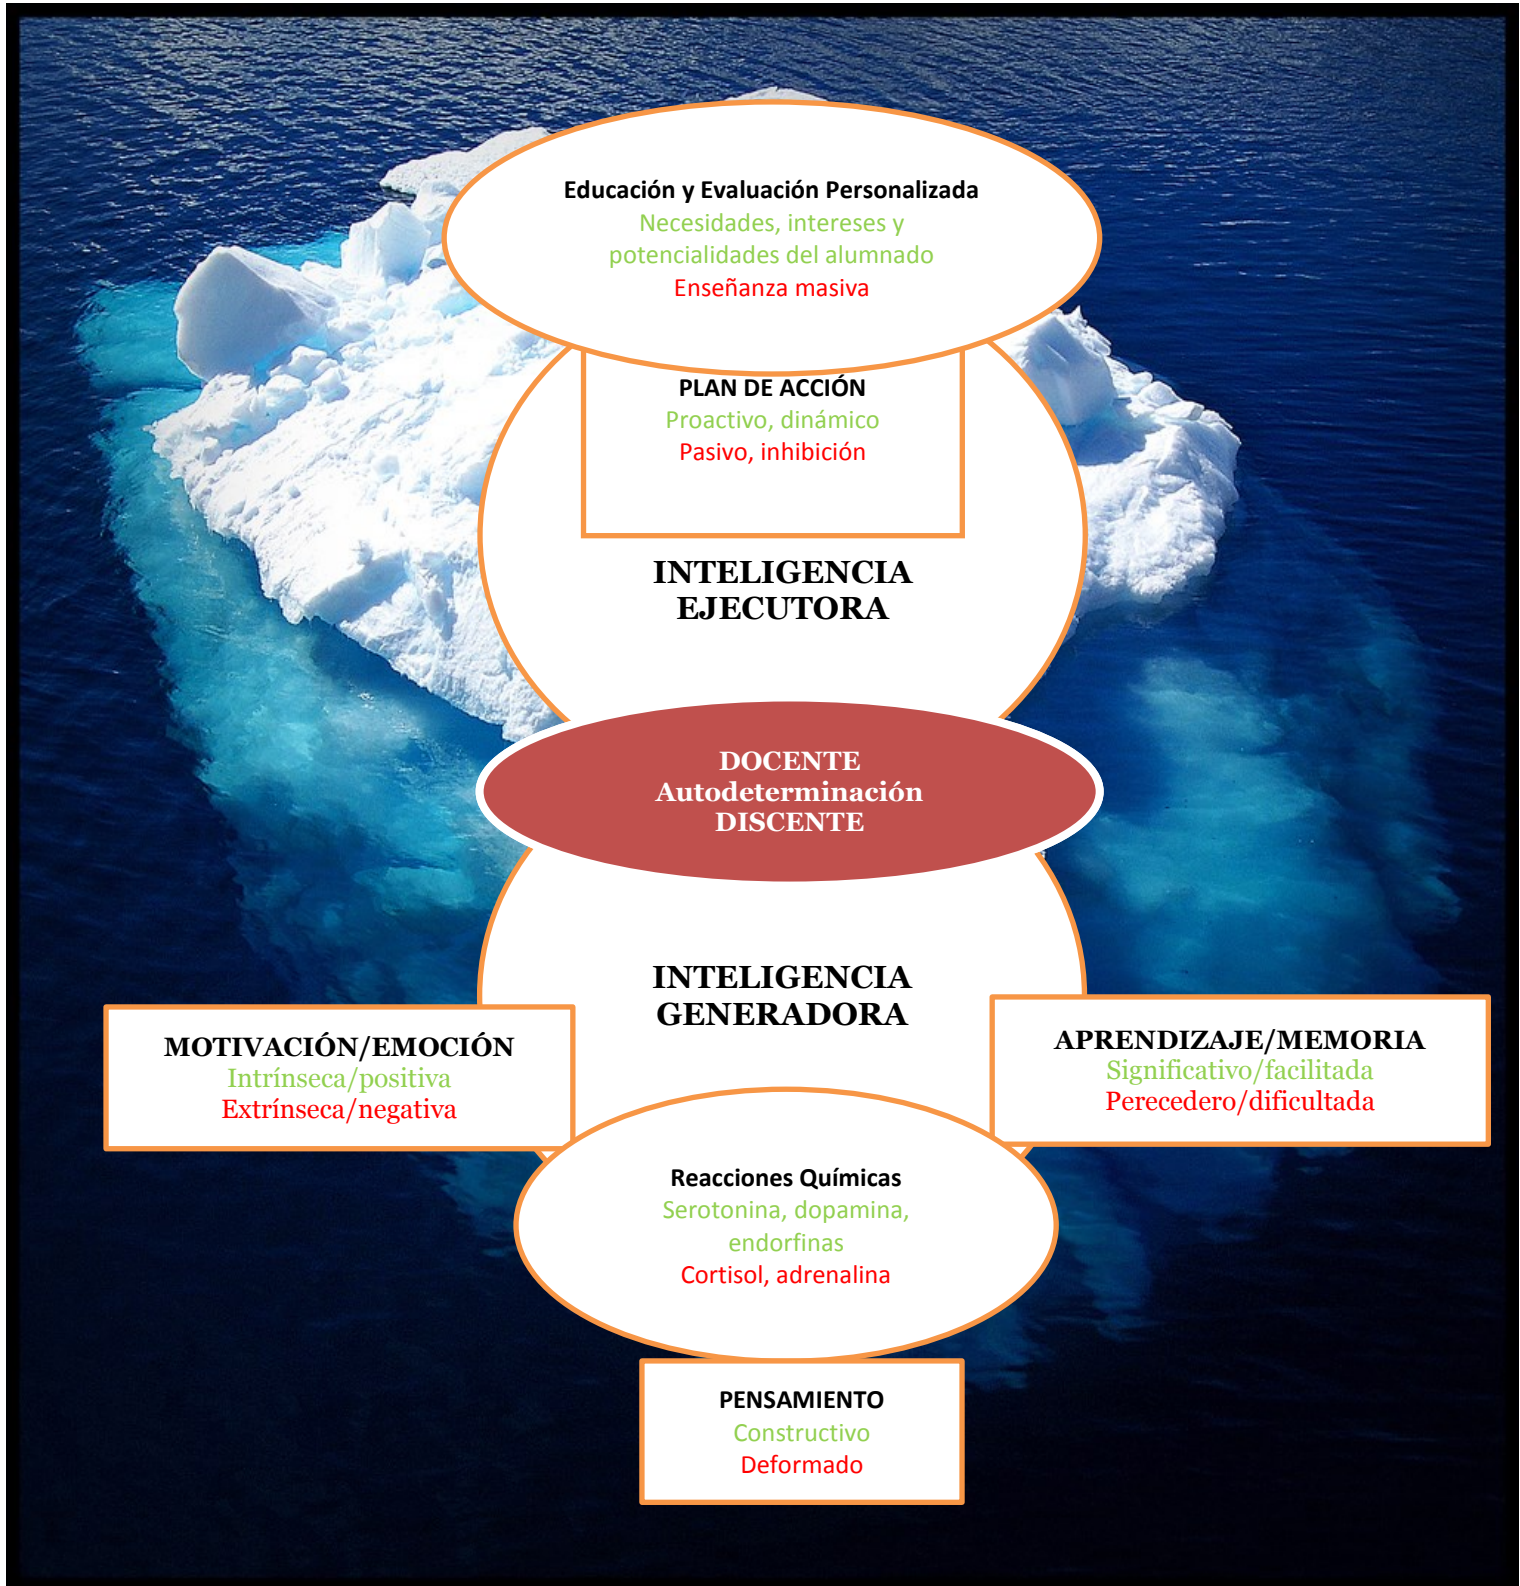 Educación y Evaluación Personalizada
Necesidades, intereses y
potencialidades del alumnado
Enseñanza masiva
PLAN DE ACCIÓN
Proactivo, dinámico
Pasivo, inhibición
INTELIGENCIA
EJECUTORA
DOCENTE
Autodeterminación
DISCENTE
INTELIGENCIA
GENERADORA
MOTIVACIÓN/EMOCIÓN
Intrínseca/positiva
Extrínseca/negativa
APRENDIZAJE/MEMORIA
Significativo/facilitada
Perecedero/dificultada
Reacciones Químicas
Serotonina, dopamina,
endorfinas
Cortisol, adrenalina
PENSAMIENTO
Constructivo
Deformado